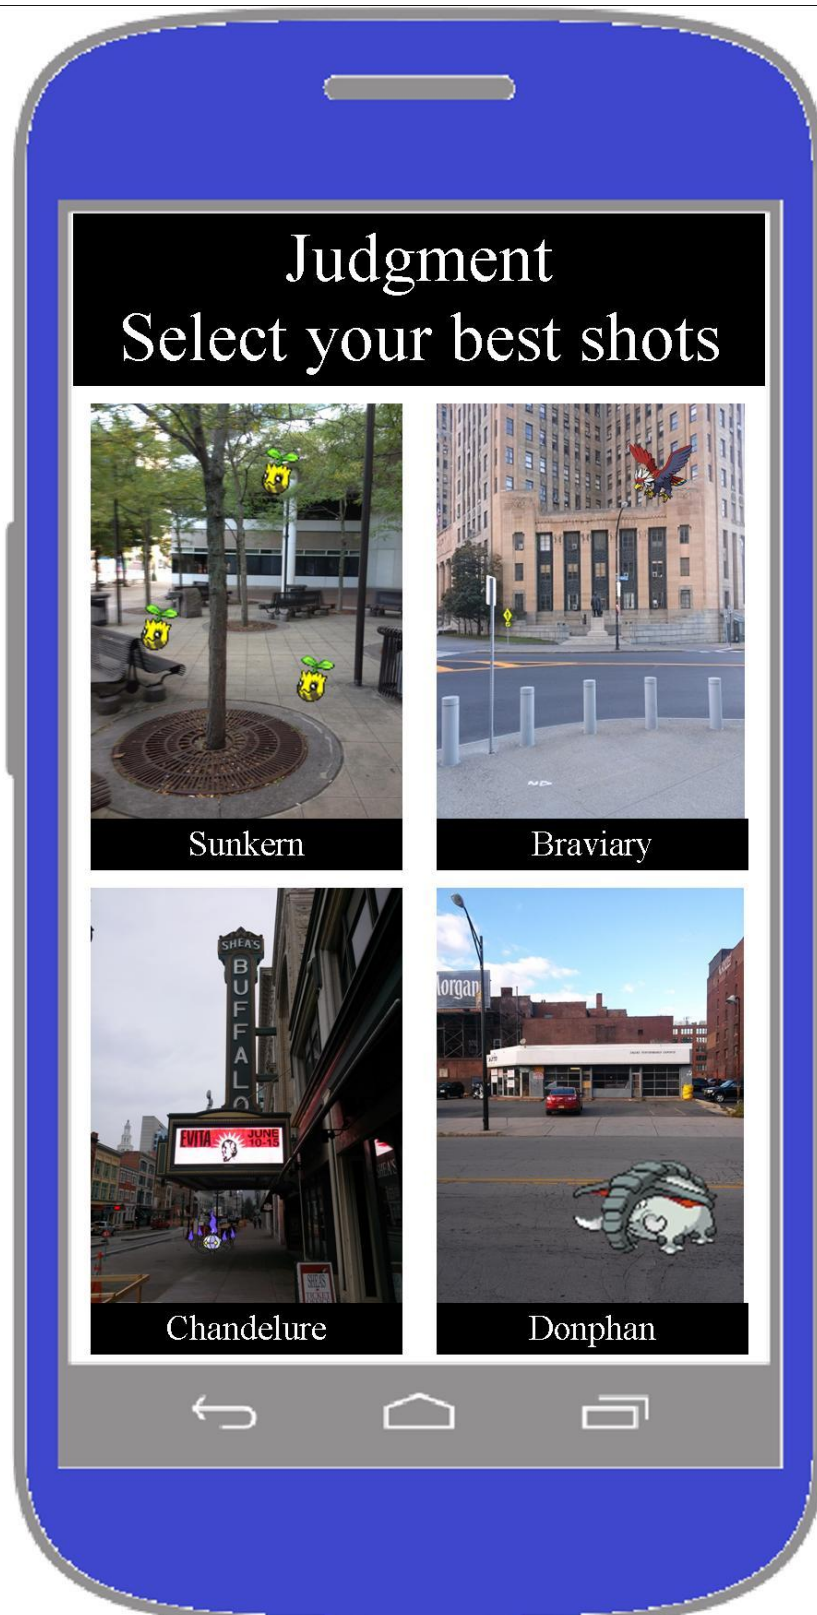 Judgment
Select your best shots
Sunkern
Braviary
SHEA'S
BUFFALO
EVITA
JUNE
10-15
Chandelure
Morgan
Donphan